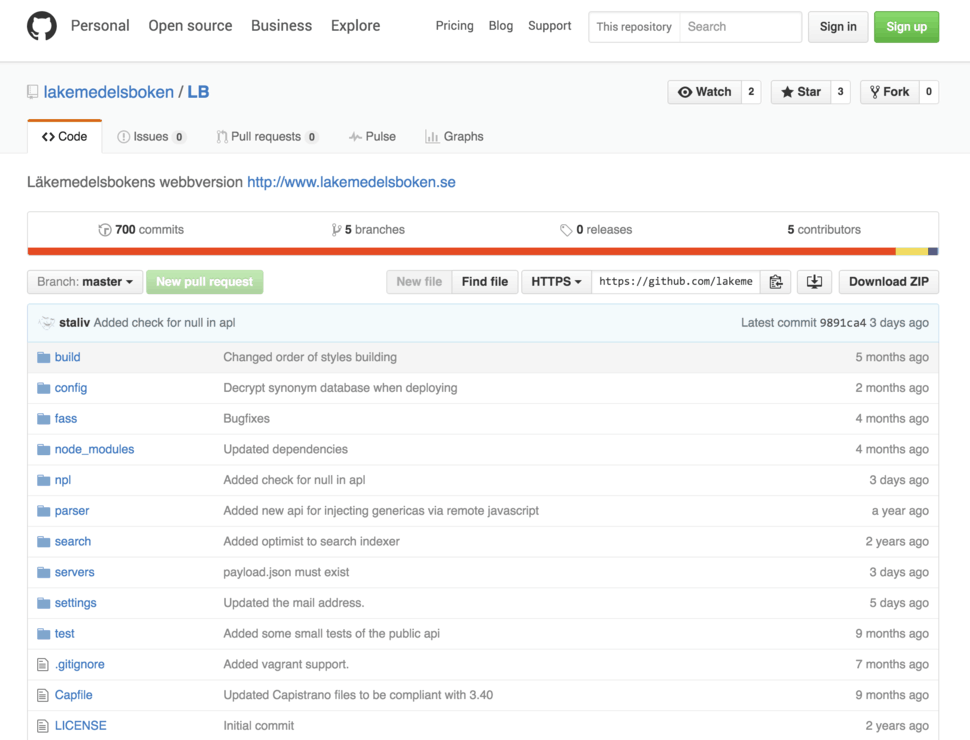 Personal Open source Business Explore Pricing Blog Support This repository Search Sign in Sign up
lakemedelsboken / LB Watch 2 Star 3 Fork 0
Code Issues 0 Pull requests 0 Pulse Graphs
Läkemedelsbokens webbversion http://www.lakemedelsboken.se
700 commits 5 branches 0 releases 5 contributors
Branch: master New pull request New file Find file HTTPS https://github.com/lakeme Download ZIP
staliv Added check for null in apl Latest commit 9891ca4 3 days ago
build Changed order of styles building 5 months ago
config Decrypt synonym database when deploying 2 months ago
fass Bugfixes 4 months ago
node_modules Updated dependencies 4 months ago
npl Added check for null in apl 3 days ago
parser Added new api for injecting genericas via remote javascript a year ago
search Added optimist to search indexer 2 years ago
servers payload.json must exist 3 days ago
settings Updated the mail address. 5 days ago
test Added some small tests of the public api 9 months ago
.gitignore Added vagrant support. 7 months ago
Capfile Updated Capistrano files to be compliant with 3.40 9 months ago
LICENSE Initial commit 2 years ago